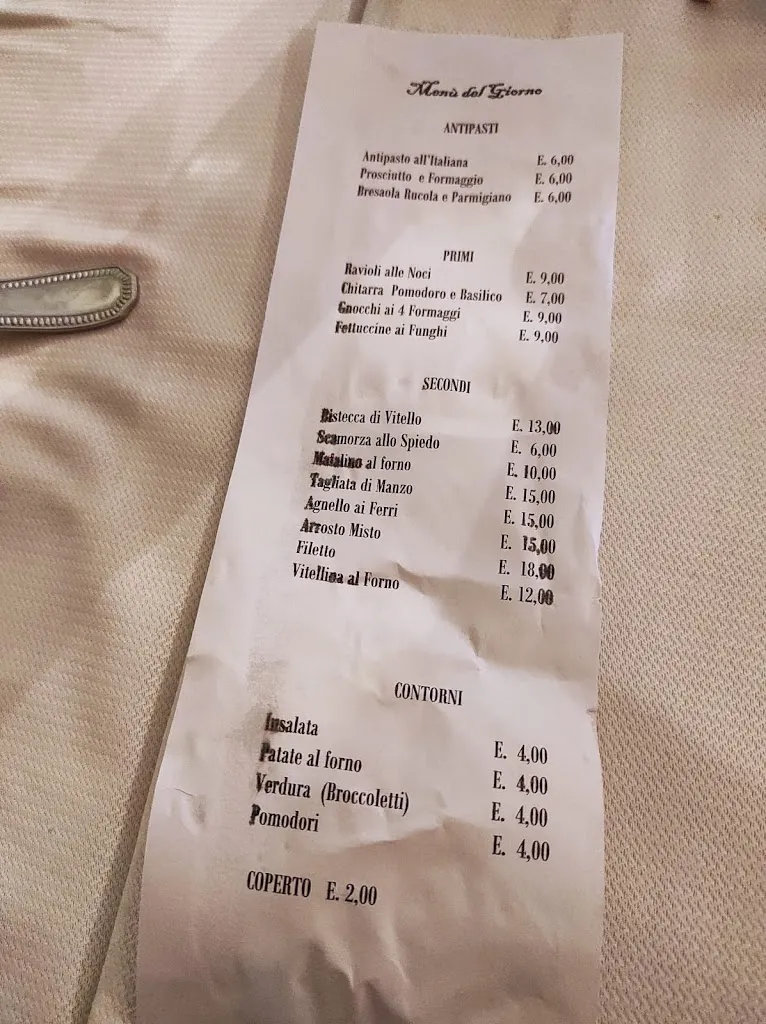 Menù del Giorno
ANTIPASTI
Antipasto all'Italiana E. 6,00
Prosciutto e Formaggio E. 6,00
Bresaola Rucola e Parmigiano E. 6,00
PRIMI
Ravioli alle Noci E. 9,00
Chitarra Pomodoro e Basilico E. 7,00
Gnocchi ai 4 Formaggi E. 9,00
Fettuccine ai Funghi E. 9,00
SECONDI
Bistecca di Vitello E. 13,00
Scamorza allo Spiedo E. 6,00
Maialino al forno E. 10,00
Tagliata di Manzo E. 15,00
Agnello ai Ferri E. 15,00
Arrosto Misto E. 15,00
Filetto E. 18,00
Vitellina al Forno E. 12,00
CONTORNI
Insalata E. 4,00
Patate al forno E. 4,00
Verdura (Broccoletti) E. 4,00
Pomodori E. 4,00
COPERTO E. 2,00